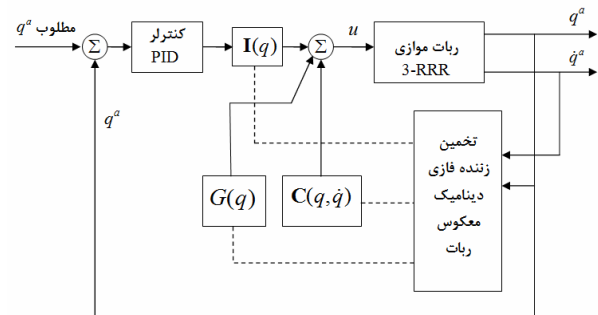 q^a
q̇^a
q^a مطلوب
Σ
کنترلر
PID
I(q)
Σ
u
ربات موازی
3-RRR
q^a
G(q)
C(q,q̇)
تخمین
زننده فازی
دینامیک
معکوس
ربات